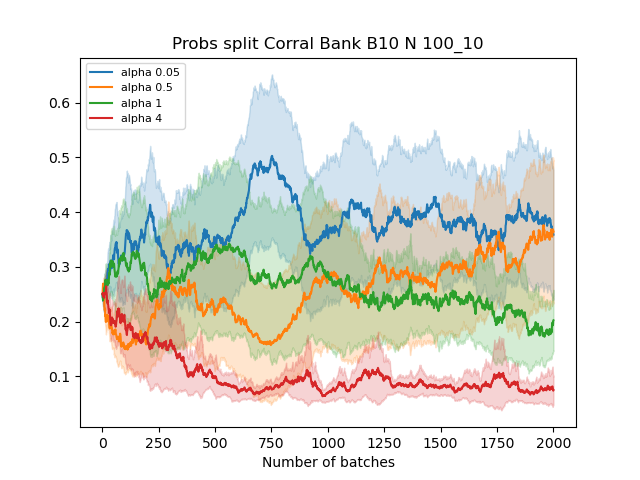 Probs split Corral Bank B10 N 100_10
alpha 0.05
alpha 0.5
alpha 1
alpha 4
0.6
0.5
0.4
0.3
0.2
0.1
0 250 500 750 1000 1250 1500 1750 2000
Number of batches